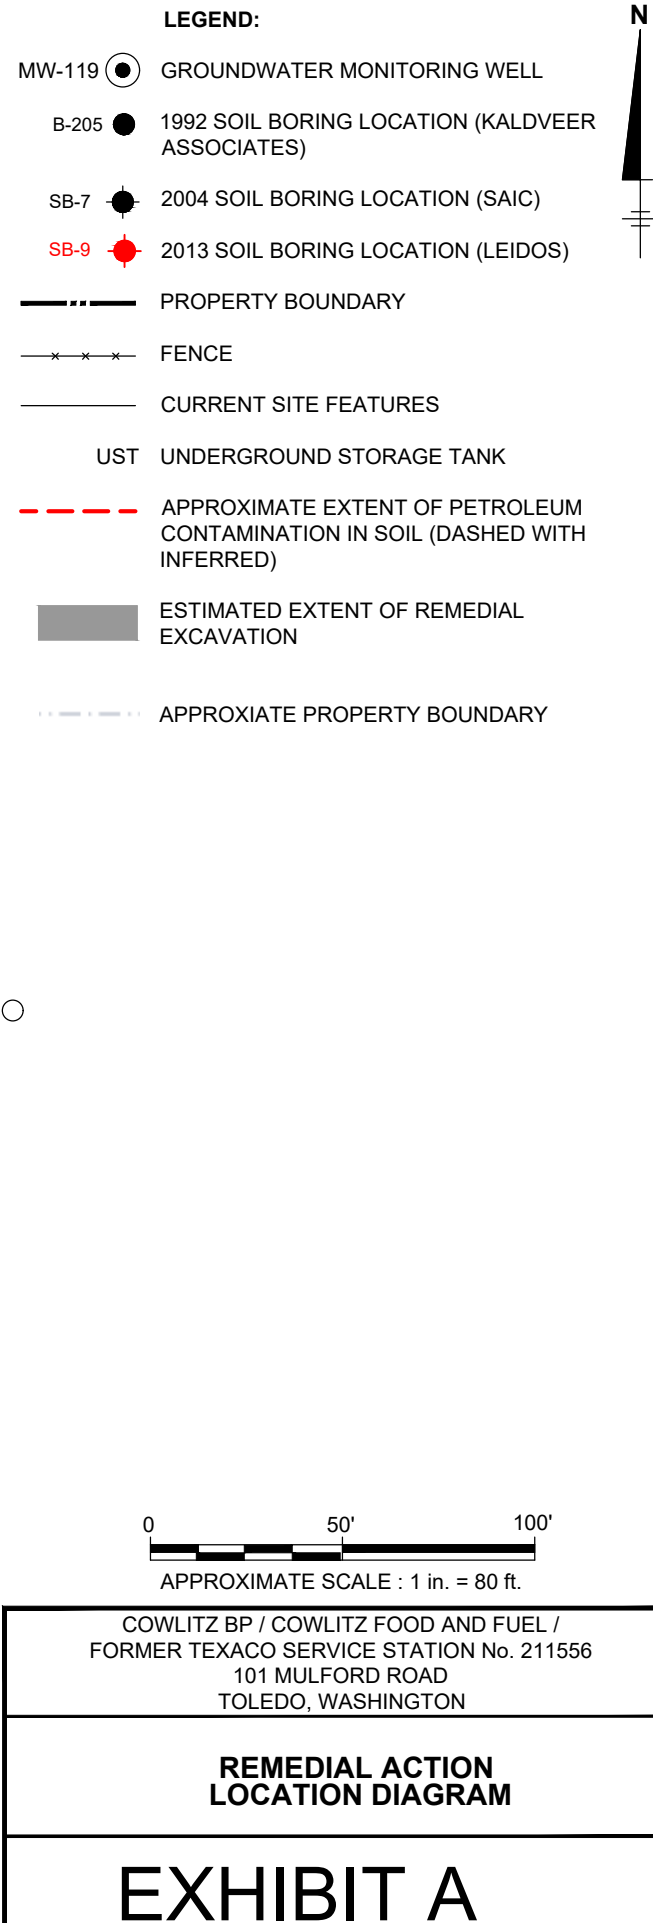 LEGEND:
N
MW-119 GROUNDWATER MONITORING WELL
B-205 1992 SOIL BORING LOCATION (KALDVEER
ASSOCIATES)
SB-7 2004 SOIL BORING LOCATION (SAIC)
SB-9 2013 SOIL BORING LOCATION (LEIDOS)
PROPERTY BOUNDARY
FENCE
CURRENT SITE FEATURES
UST UNDERGROUND STORAGE TANK
APPROXIMATE EXTENT OF PETROLEUM
CONTAMINATION IN SOIL (DASHED WITH
INFERRED)
ESTIMATED EXTENT OF REMEDIAL
EXCAVATION
APPROXIATE PROPERTY BOUNDARY
0 50' 100'
APPROXIMATE SCALE : 1 in. = 80 ft.
COWLITZ BP / COWLITZ FOOD AND FUEL /
FORMER TEXACO SERVICE STATION No. 211556
101 MULFORD ROAD
TOLEDO, WASHINGTON
REMEDIAL ACTION
LOCATION DIAGRAM
EXHIBIT A